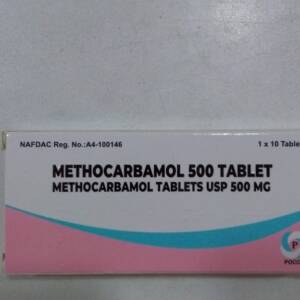 NAFDAC Reg. No.:A4-100146
1 x 10 Table
METHOCARBAMOL 500 TABLET
METHOCARBAMOL TABLETS USP 500 MG
P